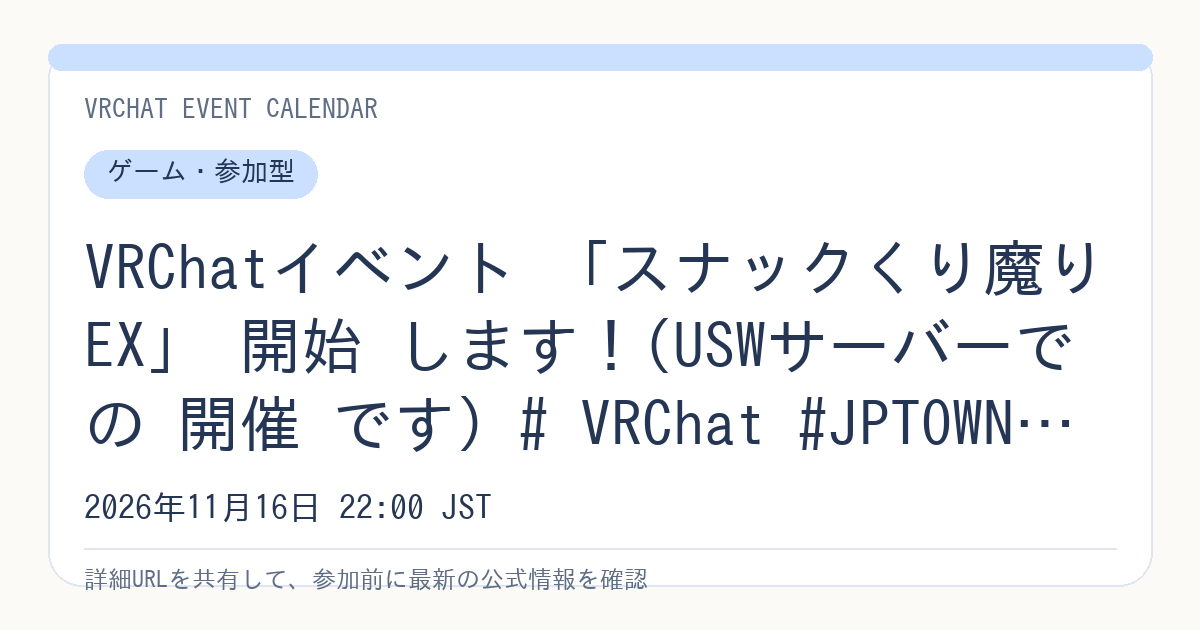 VRCHAT EVENT CALENDAR
ゲーム・参加型
VRChatイベント 「スナックくり魔り
EX」 開始 します！(USWサーバーで
の 開催 です) # VRChat #JPTOWN…
2026年11月16日 22:00 JST
詳細URLを共有して、参加前に最新の公式情報を確認